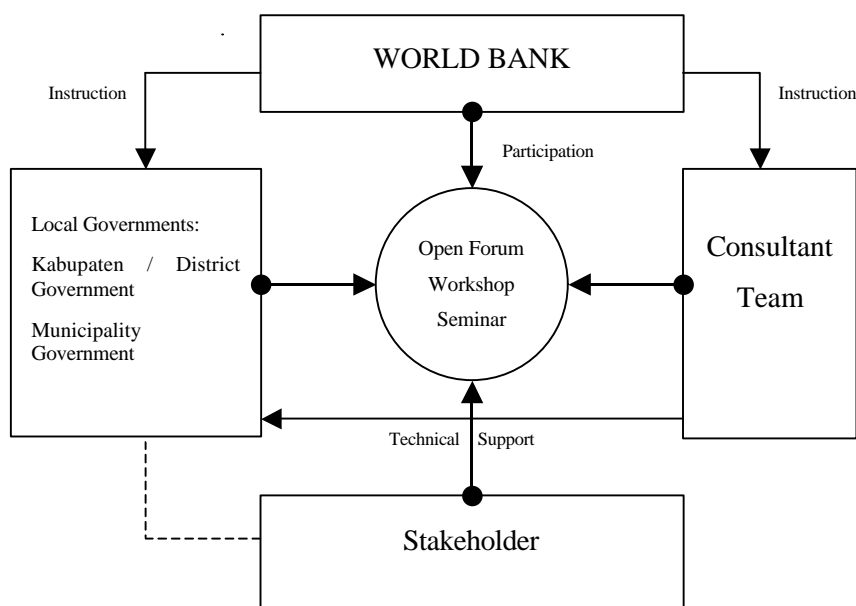 WORLD BANK
Instruction
Instruction
Participation
Local Governments:
Kabupaten / District
Government
Municipality
Government
Open Forum
Workshop
Seminar
Consultant
Team
Technical Support
Stakeholder